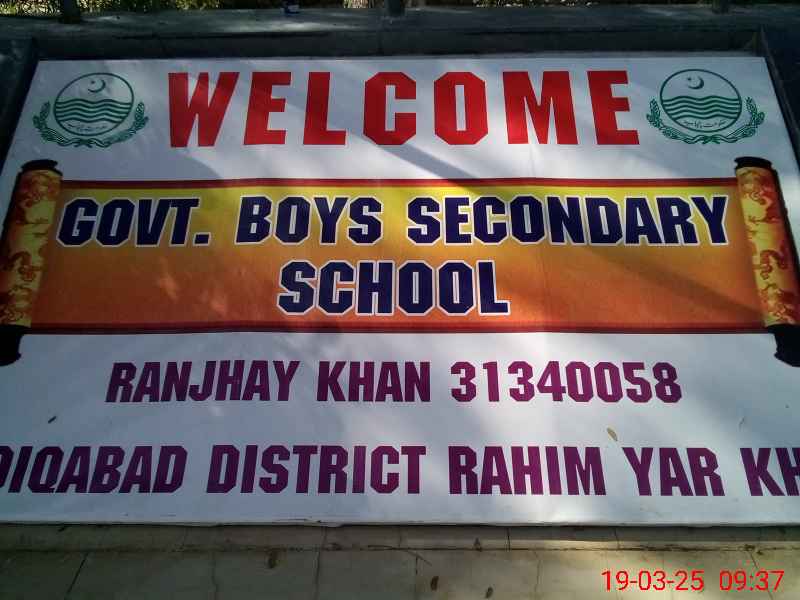 WELCOME
GOVT. BOYS SECONDARY
SCHOOL
RANJHAY KHAN 31340058
DIQABAD DISTRICT RAHIM YAR KH
19-03-25 09:37